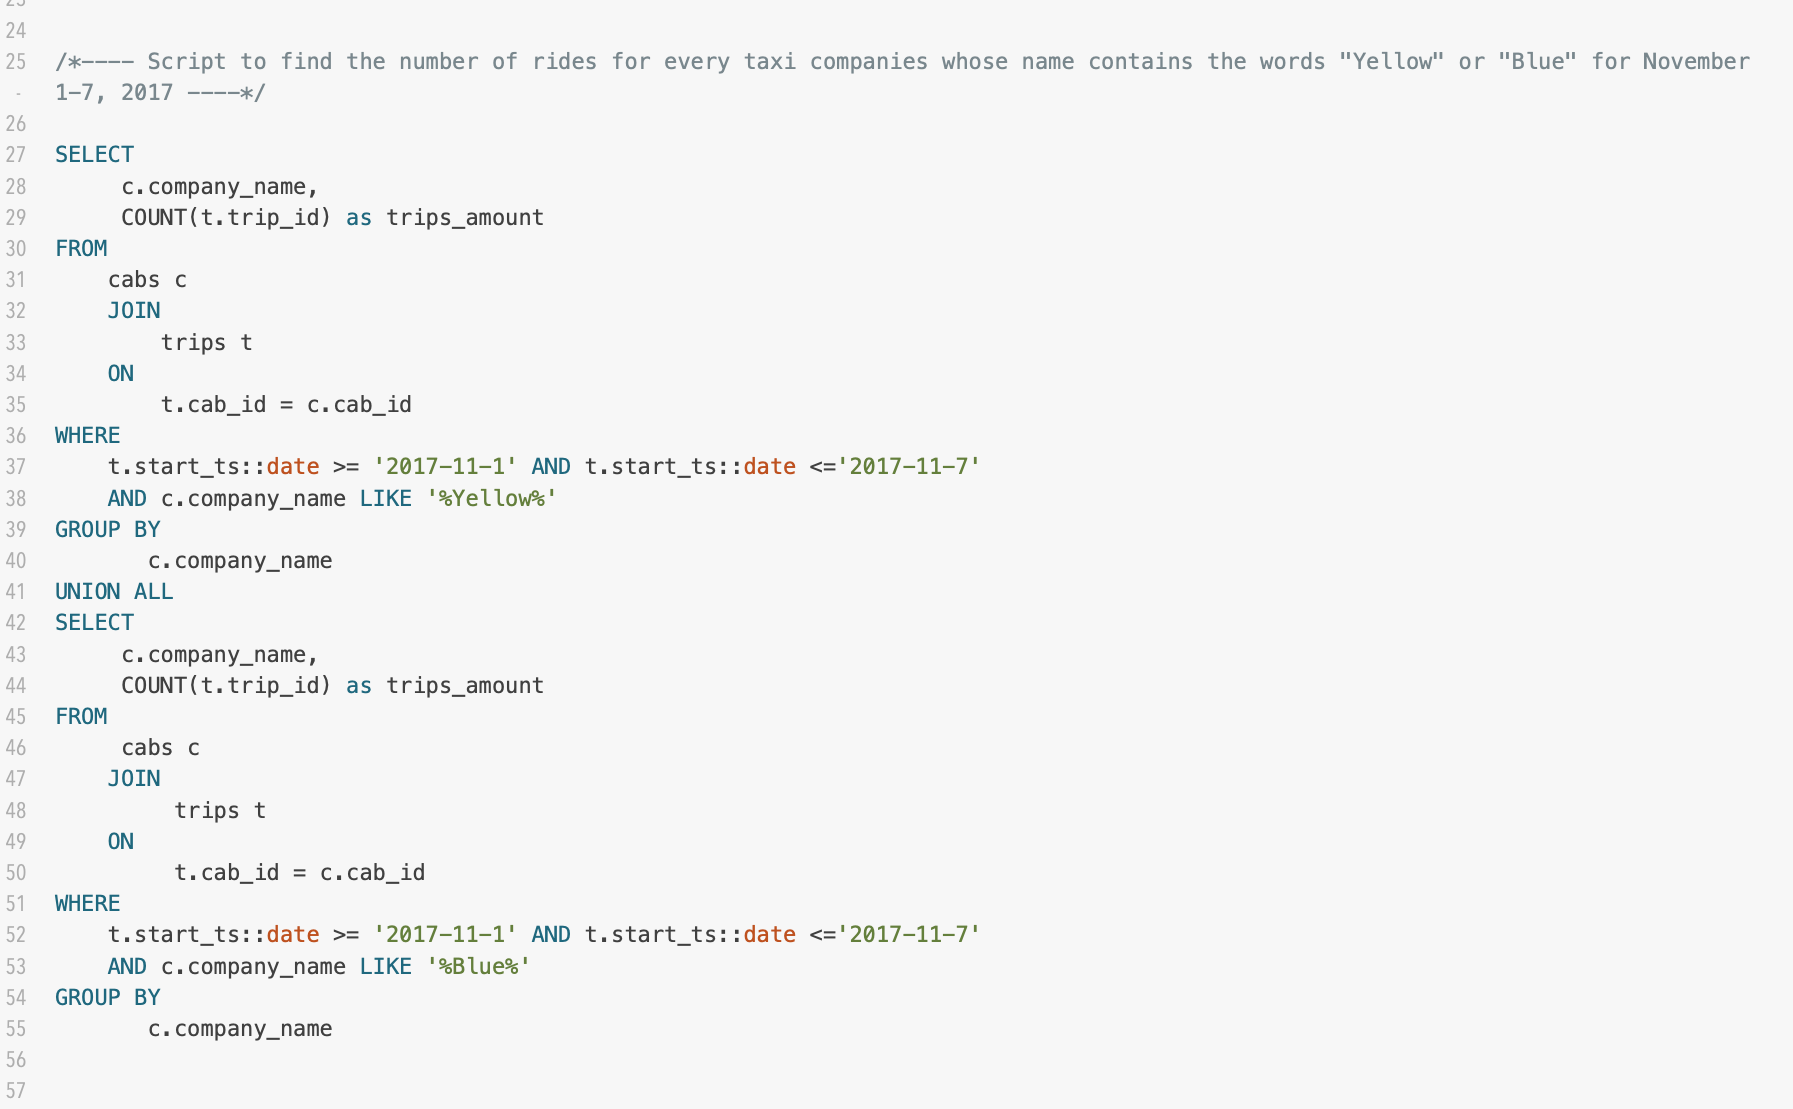 24
25 /*---- Script to find the number of rides for every taxi companies whose name contains the words "Yellow" or "Blue" for November
- 1-7, 2017 ----*/
26
27 SELECT
28 c.company_name,
29 COUNT(t.trip_id) as trips_amount
30 FROM
31 cabs c
32 JOIN
33 trips t
34 ON
35 t.cab_id = c.cab_id
36 WHERE
37 t.start_ts::date >= '2017-11-1' AND t.start_ts::date <='2017-11-7'
38 AND c.company_name LIKE '%Yellow%'
39 GROUP BY
40 c.company_name
41 UNION ALL
42 SELECT
43 c.company_name,
44 COUNT(t.trip_id) as trips_amount
45 FROM
46 cabs c
47 JOIN
48 trips t
49 ON
50 t.cab_id = c.cab_id
51 WHERE
52 t.start_ts::date >= '2017-11-1' AND t.start_ts::date <='2017-11-7'
53 AND c.company_name LIKE '%Blue%'
54 GROUP BY
55 c.company_name
56
57